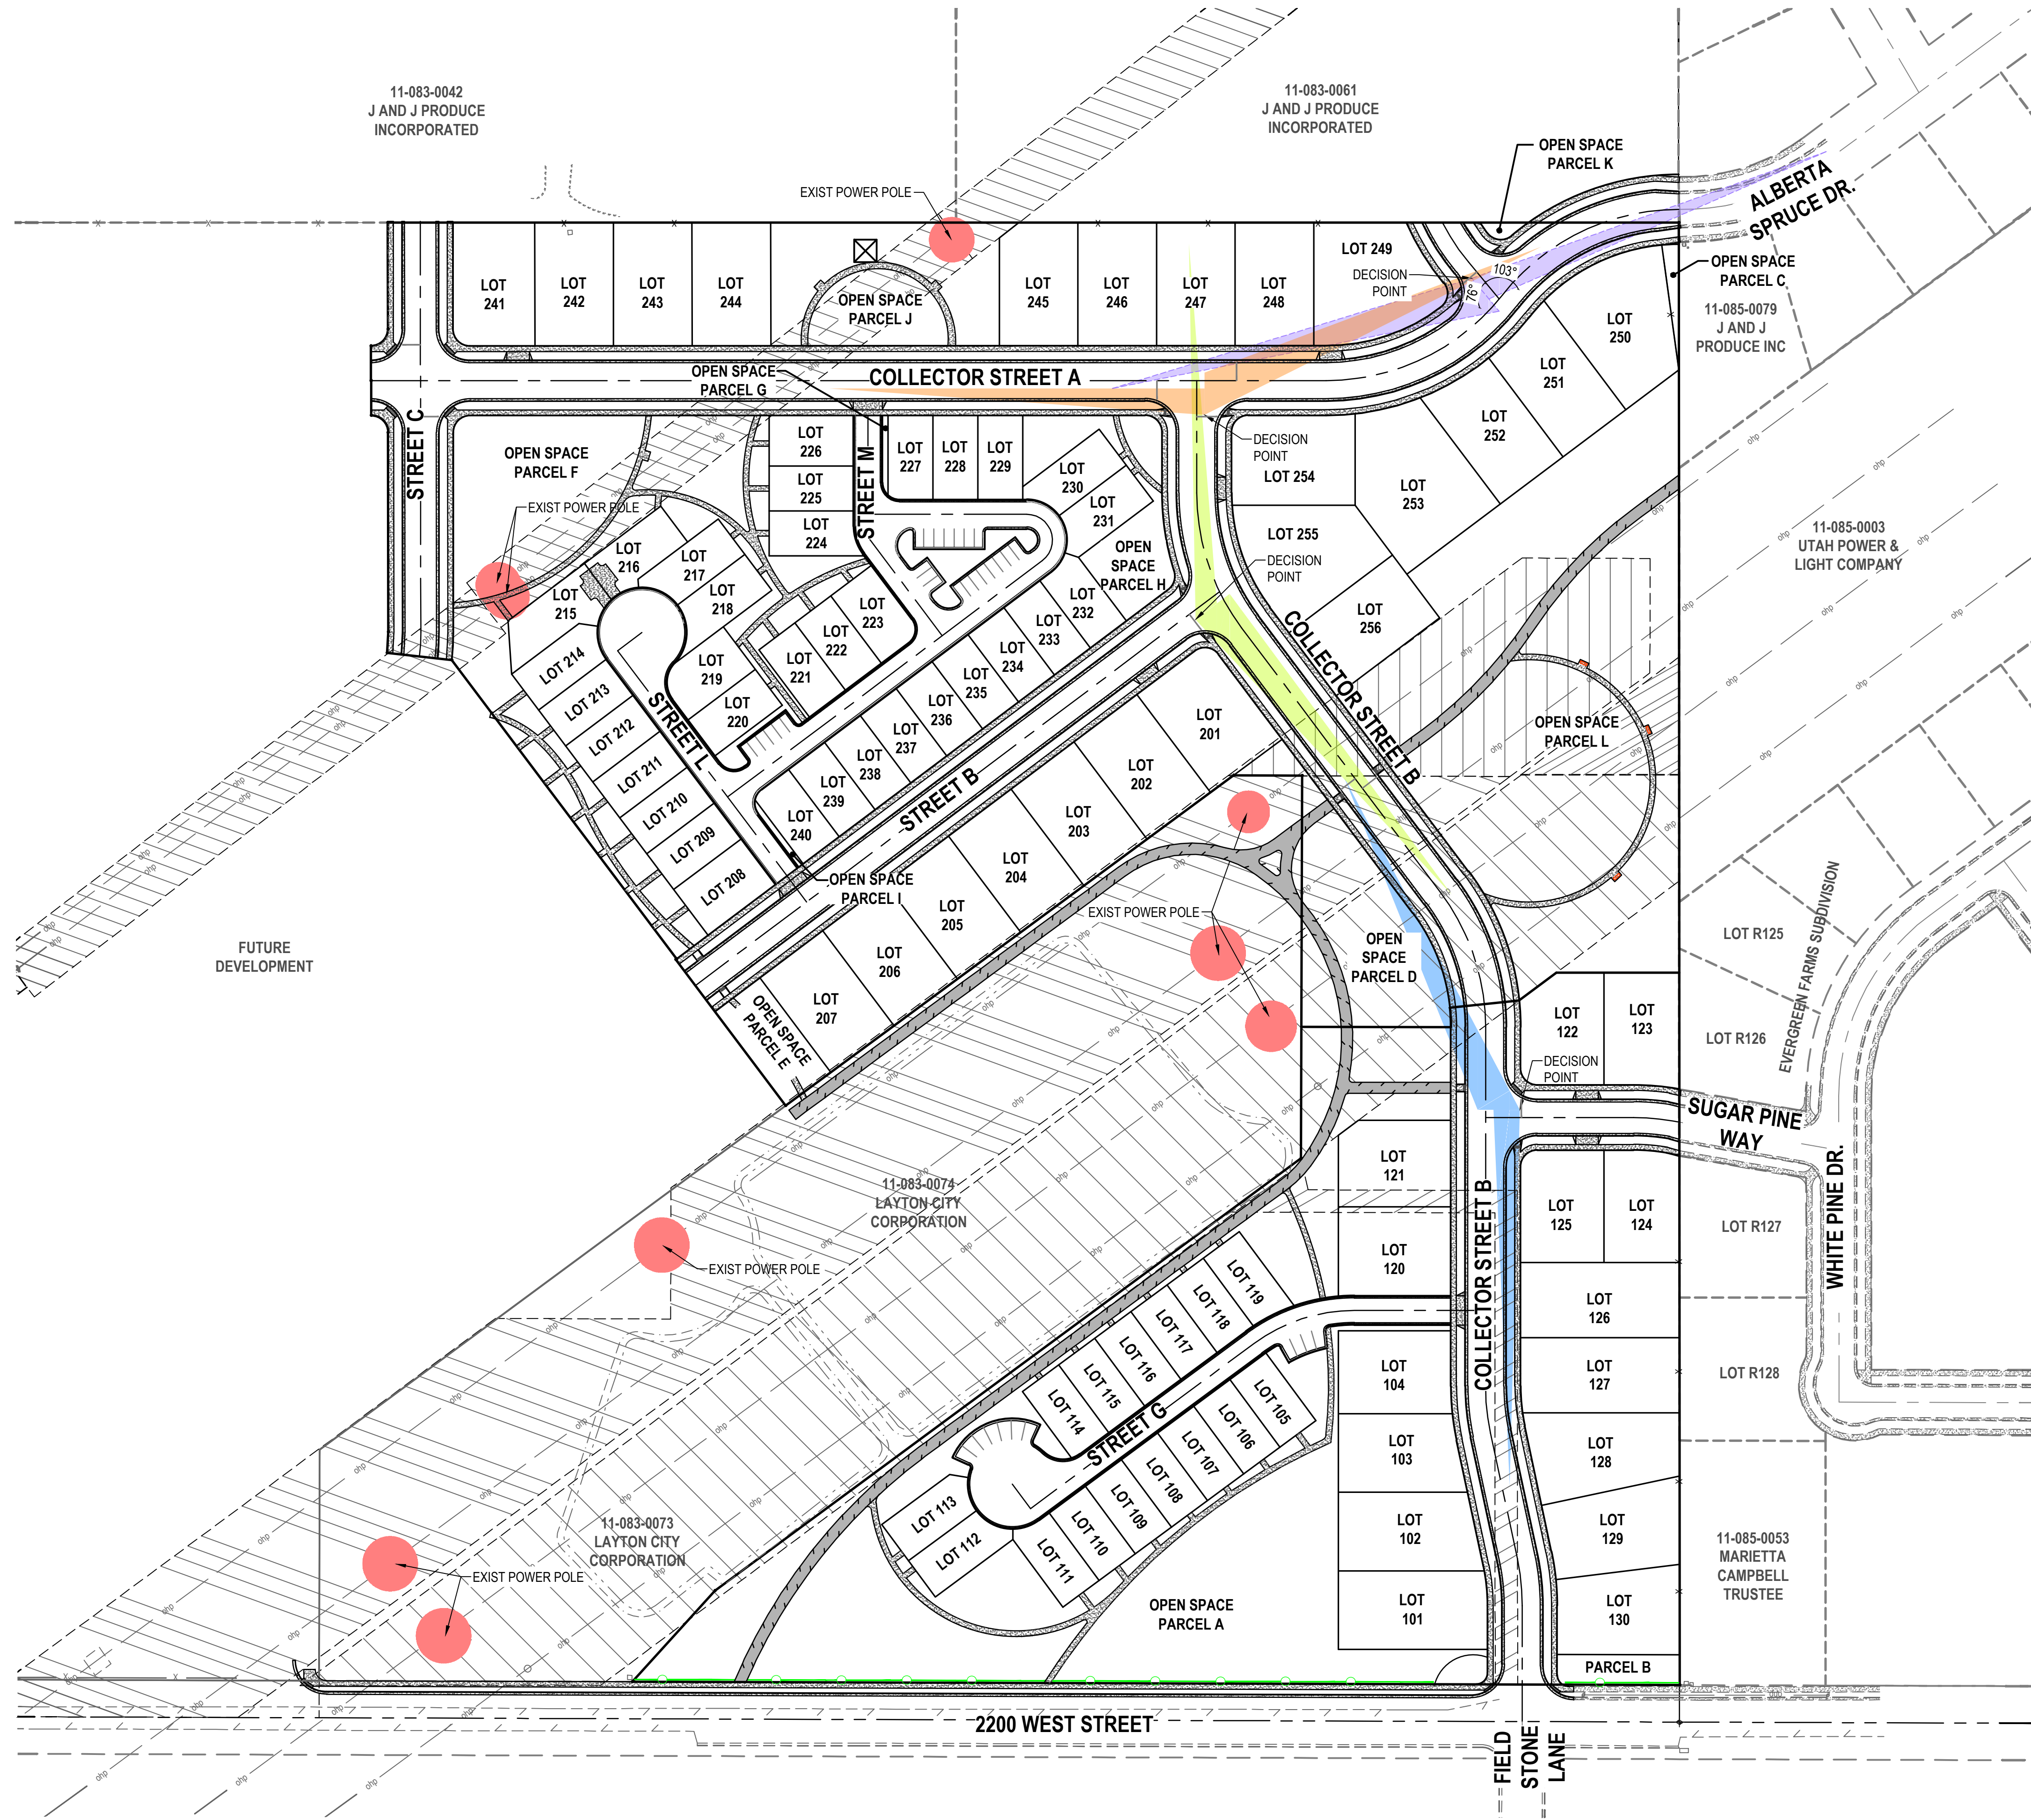 11-083-0042
J AND J PRODUCE
INCORPORATED
11-083-0061
J AND J PRODUCE
INCORPORATED
OPEN SPACE
PARCEL K
ALBERTA
SPRUCE DR.
EXIST POWER POLE
LOT
241
LOT
242
LOT
243
LOT
244
OPEN SPACE
PARCEL J
LOT
245
LOT
246
LOT
247
LOT
248
LOT 249
DECISION
POINT
103°
76°
OPEN SPACE
PARCEL C
11-085-0079
J AND J
PRODUCE INC
LOT
250
LOT
251
LOT
252
LOT
253
LOT 254
LOT 255
LOT
256
OPEN SPACE
PARCEL G
COLLECTOR STREET A
STREET C
OPEN SPACE
PARCEL F
EXIST POWER POLE
LOT
226
LOT
225
LOT
224
STREET M
LOT
227
LOT
228
LOT
229
LOT
230
LOT
231
OPEN
SPACE
PARCEL H
DECISION
POINT
DECISION
POINT
11-085-0003
UTAH POWER &
LIGHT COMPANY
ohp
LOT
216
LOT
217
LOT
218
LOT
215
LOT 214
LOT 213
LOT 212
LOT 211
LOT 210
LOT 209
LOT 208
LOT
219
LOT
220
LOT
221
LOT
222
LOT
223
LOT
232
LOT
233
LOT
234
LOT
235
LOT
236
LOT
237
LOT
238
LOT
239
LOT
240
STREET L
STREET B
COLLECTOR STREET B
OPEN SPACE
PARCEL L
LOT
201
LOT
202
LOT
203
LOT
204
LOT
205
LOT
206
LOT
207
OPEN SPACE
PARCEL I
OPEN SPACE
PARCEL E
EXIST POWER POLE
OPEN
SPACE
PARCEL D
FUTURE
DEVELOPMENT
LOT
122
LOT
123
DECISION
POINT
LOT R125
LOT R126
EVERGREEN FARMS SUBDIVISION
SUGAR PINE
WAY
WHITE PINE DR.
LOT R127
LOT R128
LOT
121
LOT
120
LOT
125
LOT
124
LOT
126
LOT
127
LOT
128
LOT
129
LOT
130
COLLECTOR STREET B
11-083-0074
LAYTON CITY
CORPORATION
EXIST POWER POLE
LOT 119
LOT 118
LOT 117
LOT 116
LOT 115
LOT 114
STREET G
LOT 105
LOT 106
LOT 107
LOT 108
LOT 109
LOT 110
LOT 111
LOT 112
LOT 113
LOT
104
LOT
103
LOT
102
LOT
101
11-083-0073
LAYTON CITY
CORPORATION
EXIST POWER POLE
OPEN SPACE
PARCEL A
11-085-0053
MARIETTA
CAMPBELL
TRUSTEE
PARCEL B
2200 WEST STREET
FIELD
STONE
LANE